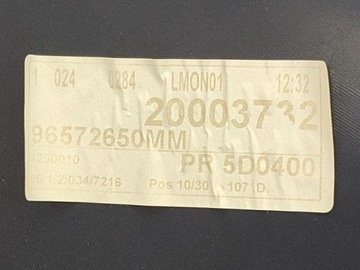 1 024 0284 LMON01 12:32
20003732
96572650MM
PR 5D0400
Pos 10/30 107 D.